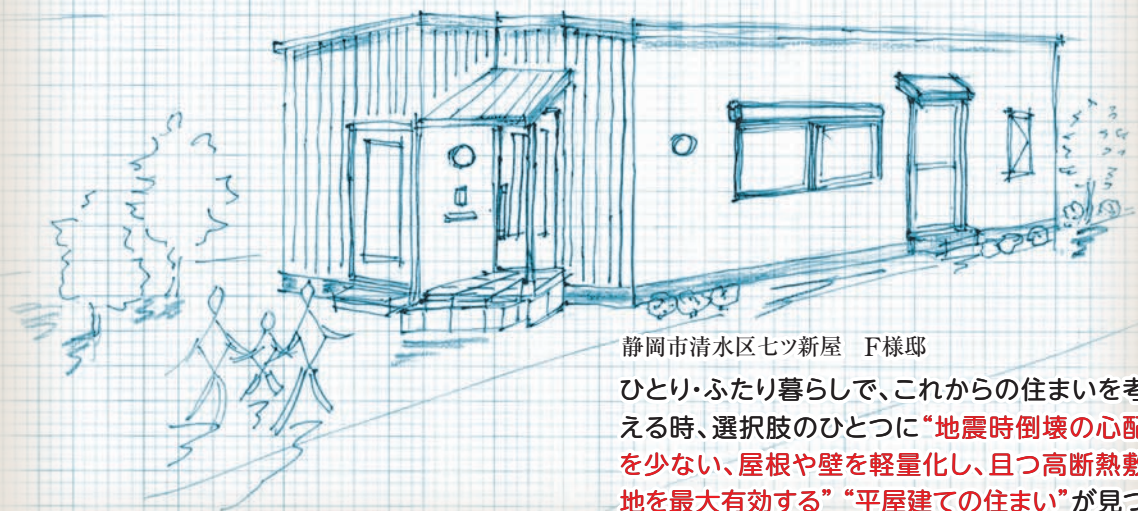 静岡市清水区七ツ新屋　F様邸
ひとり・ふたり暮らしで、これからの住まいを考
える時、選択肢のひとつに“地震時倒壊の心配
を少ない、屋根や壁を軽量化し、且つ高断熱敷
地を最大有効する” “平屋建ての住まい”が見つ